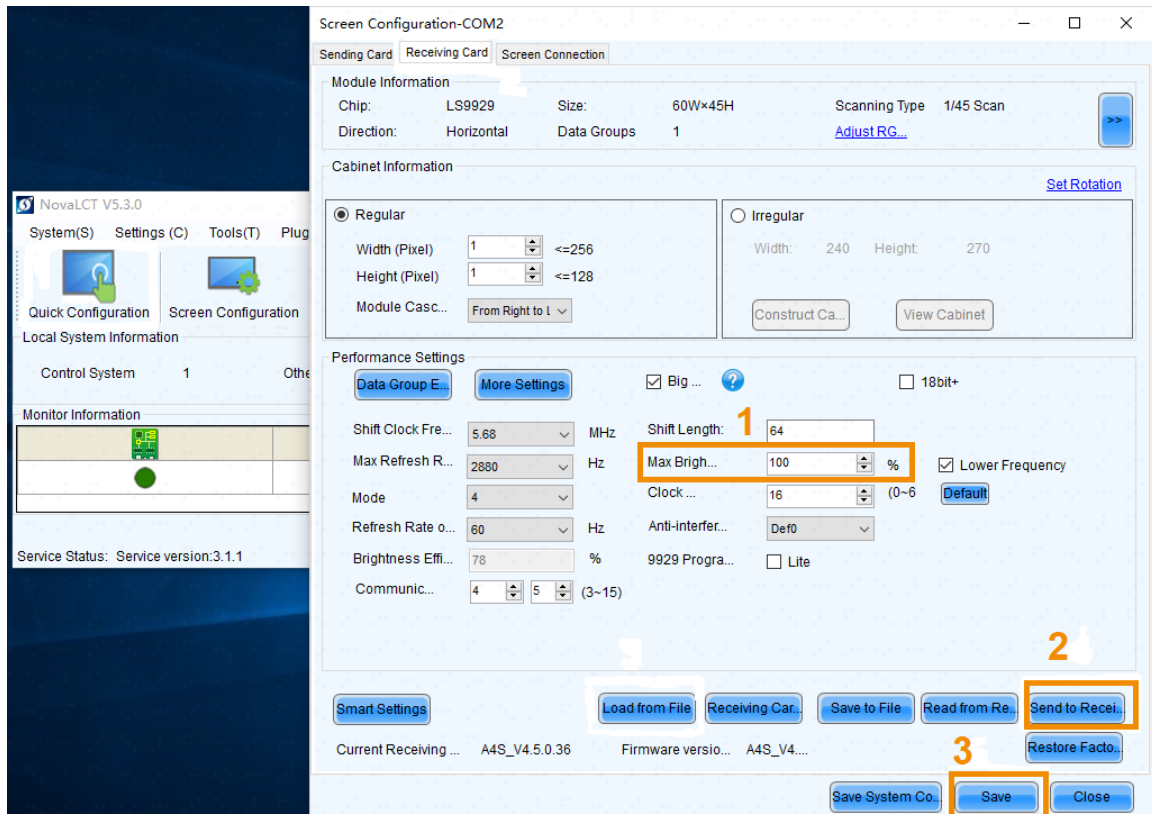 Screen Configuration-COM2
Sending Card Receiving Card Screen Connection
Module Information
Chip: LS9929 Size: 60W×45H Scanning Type 1/45 Scan
Direction: Horizontal Data Groups 1 Adjust RG...
>>
Cabinet Information
Set Rotation
Regular
Width (Pixel) 1 <=256
Height (Pixel) 1 <=128
Module Casc... From Right to L
Irregular
Width: 240 Height: 270
Construct Ca... View Cabinet
NovaLCT V5.3.0
System(S) Settings (C) Tools(T) Plug
Quick Configuration Screen Configuration
Local System Information
Control System 1 Othe
Monitor Information
Service Status: Service version:3.1.1
Performance Settings
Data Group E... More Settings Big ... ? 18bit+
1
Shift Clock Fre... 5.68 MHz Shift Length: 64
Max Refresh R... 2880 Hz Max Brigh... 100 % Lower Frequency
Mode 4 Clock ... 16 (0~6 Default
Refresh Rate o... 60 Hz Anti-interfer... Def0
Brightness Effi... 78 % 9929 Progra... Lite
Communic... 4 5 (3~15)
2
Smart Settings Load from File Receiving Car... Save to File Read from Re... Send to Recei...
Current Receiving ... A4S_V4.5.0.36 Firmware versio... A4S_V4.... Restore Facto...
3
Save System Co... Save Close